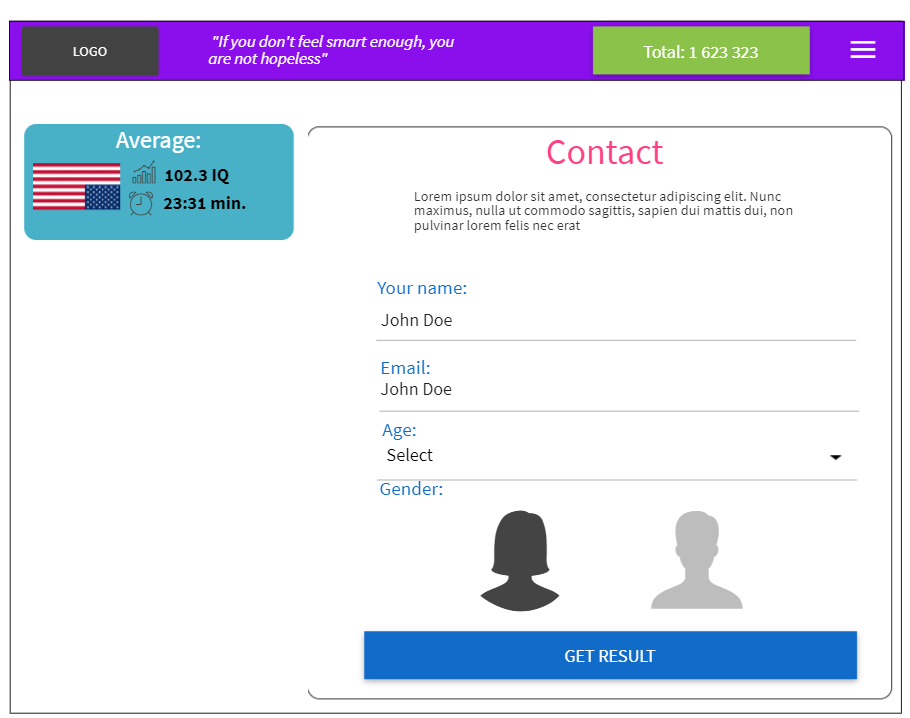 LOGO
"If you don't feel smart enough, you
are not hopeless"
Total: 1 623 323
Average:
102.3 IQ
23:31 min.
Contact
Lorem ipsum dolor sit amet, consectetur adipiscing elit. Nunc
maximus, nulla ut commodo sagittis, sapien dui mattis dui, non
pulvinar lorem felis nec erat
Your name:
John Doe
Email:
John Doe
Age:
Select
Gender:
GET RESULT